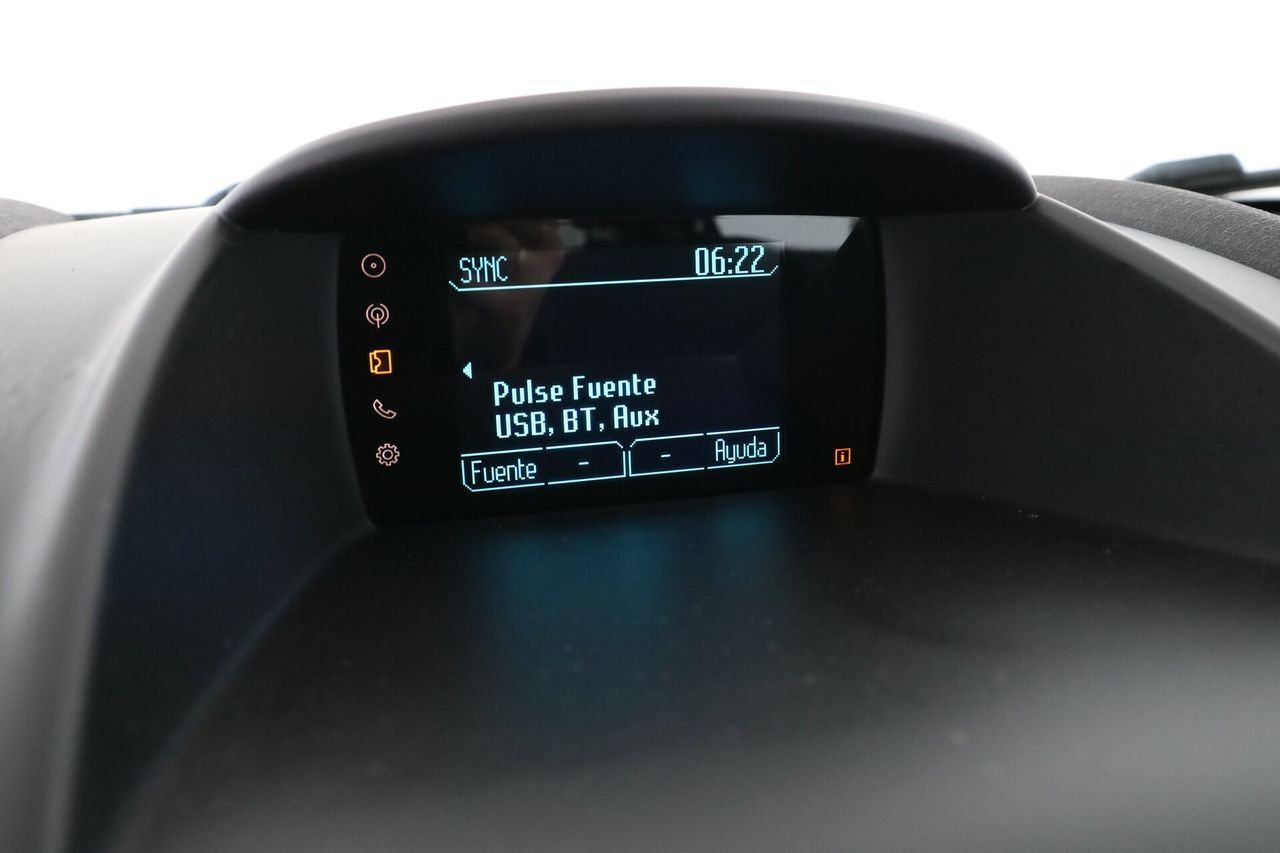 SYNC 06:22
Pulse Fuente
USB, BT, Aux
Fuente - - Ayuda
i